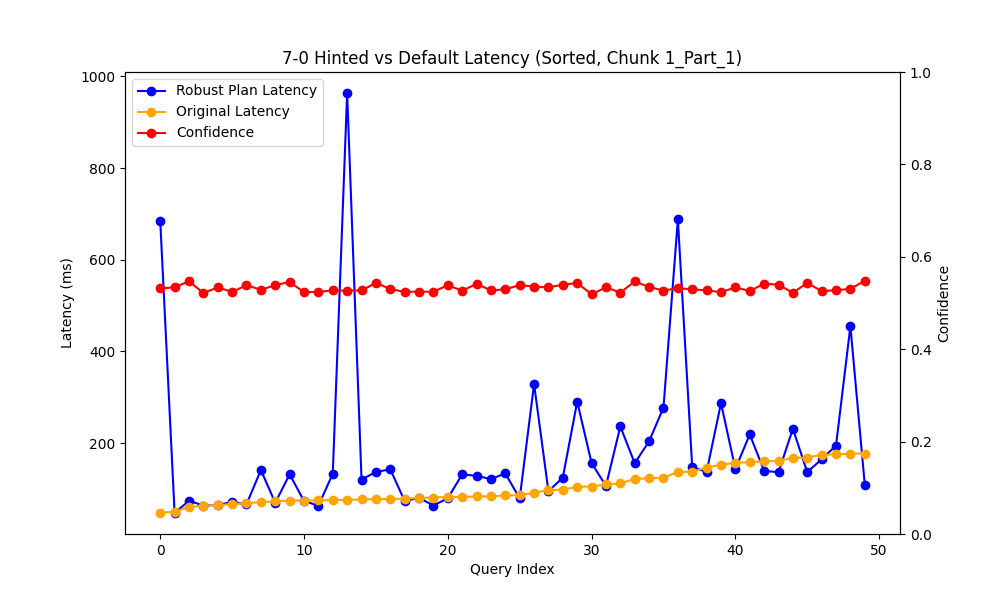 7-0 Hinted vs Default Latency (Sorted, Chunk 1_Part_1)
Robust Plan Latency
Original Latency
Confidence
Latency (ms)
1000
800
600
400
200
1.0
0.8
0.6
0.4
0.2
0.0
Confidence
0
10
20
30
40
50
Query Index